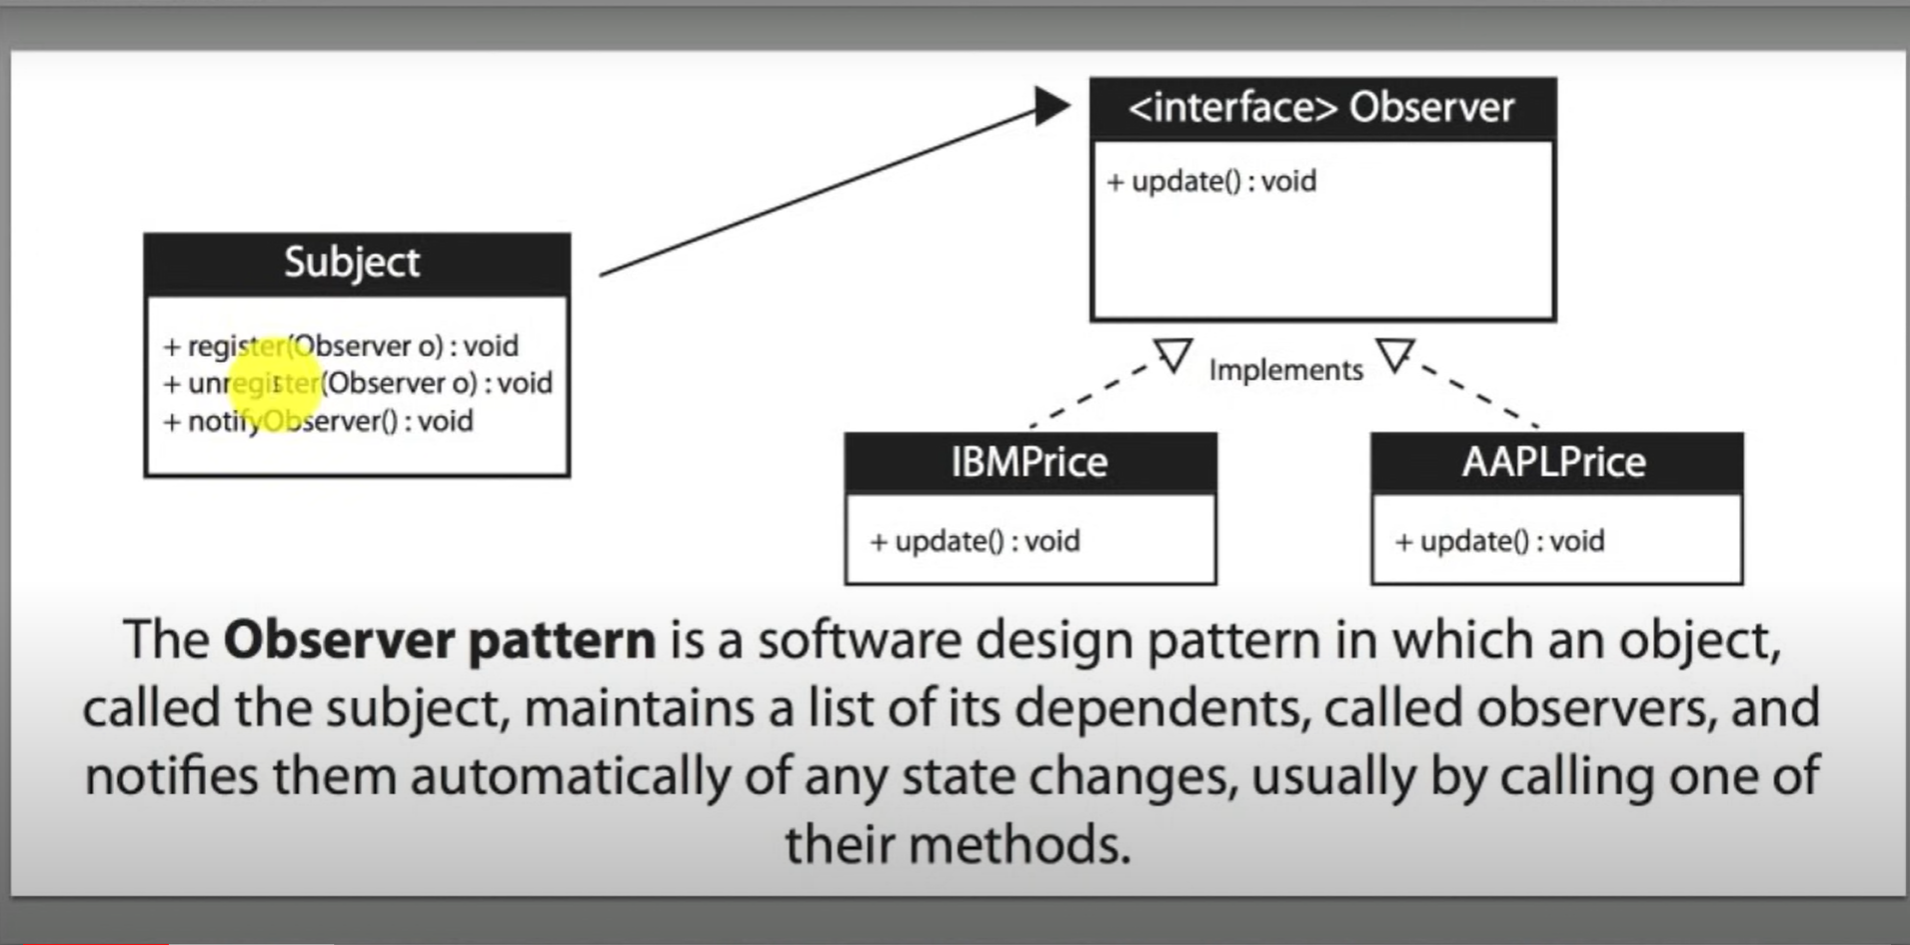 <interface> Observer
+ update() : void
Subject
+ register(Observer o) : void
+ unregister(Observer o) : void
+ notifyObserver() : void
Implements
IBMPrice
+ update() : void
AAPLPrice
+ update() : void
The Observer pattern is a software design pattern in which an object,
called the subject, maintains a list of its dependents, called observers, and
notifies them automatically of any state changes, usually by calling one of
their methods.